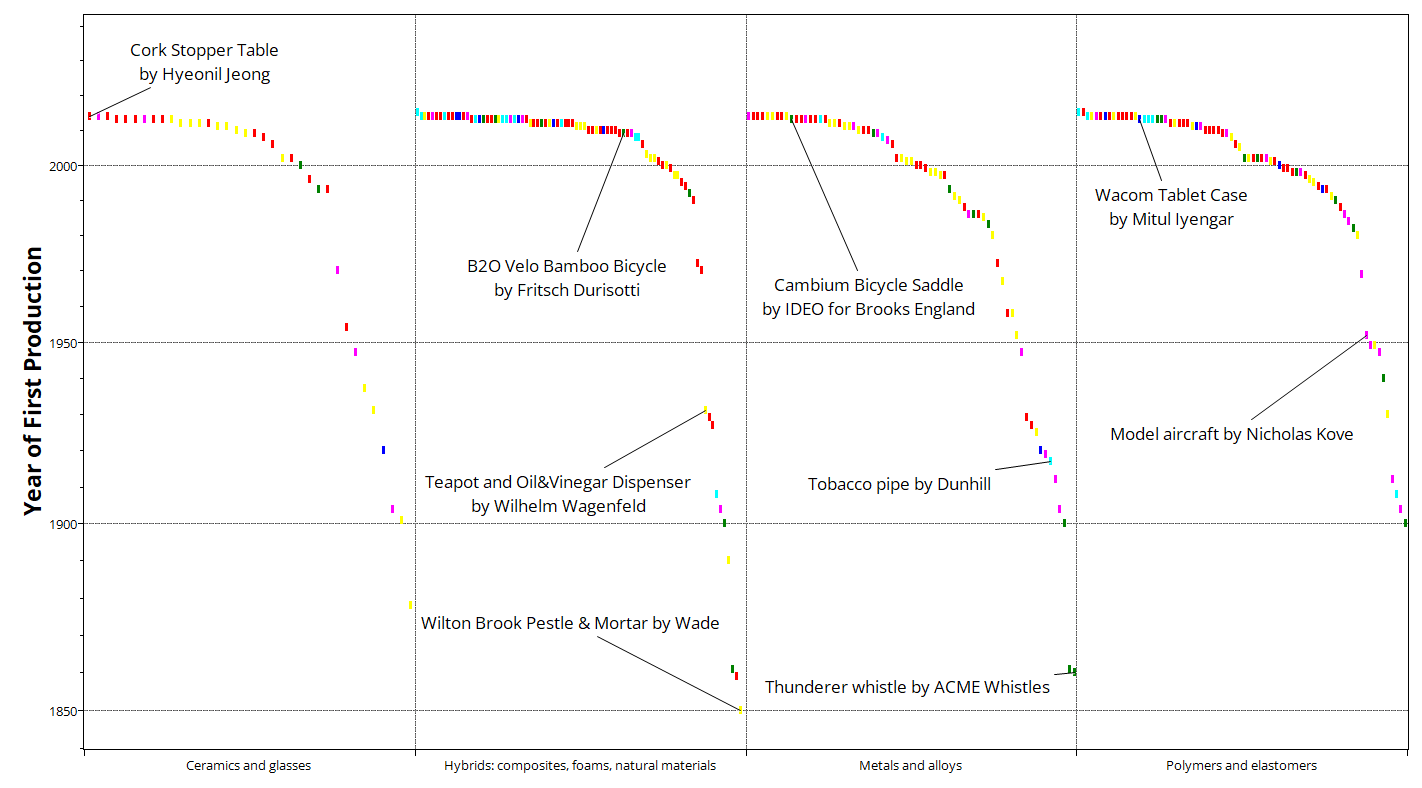 Cork Stopper Table
by Hyeonil Jeong
2000
Wacom Tablet Case
by Mitul Iyengar
B2O Velo Bamboo Bicycle
by Fritsch Durisotti
Cambium Bicycle Saddle
by IDEO for Brooks England
Year of First Production
1950
Model aircraft by Nicholas Kove
Teapot and Oil&Vinegar Dispenser
by Wilhelm Wagenfeld
Tobacco pipe by Dunhill
1900
Wilton Brook Pestle & Mortar by Wade
Thunderer whistle by ACME Whistles
1850
Ceramics and glasses
Hybrids: composites, foams, natural materials
Metals and alloys
Polymers and elastomers